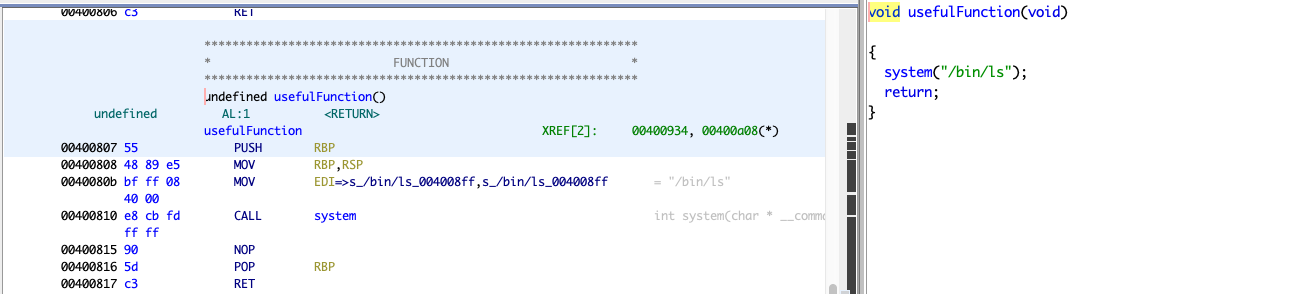 00400806 c3 RET
************************************************************
* FUNCTION *
************************************************************
undefined usefulFunction()
undefined AL:1 <RETURN>
usefulFunction XREF[2]: 00400934, 00400a08(*)
00400807 55 PUSH RBP
00400808 48 89 e5 MOV RBP,RSP
0040080b bf ff 08 MOV EDI=>s_/bin/ls_004008ff,s_/bin/ls_004008ff = "/bin/ls"
40 00
00400810 e8 cb fd CALL system int system(char * __comm
ff ff
00400815 90 NOP
00400816 5d POP RBP
00400817 c3 RET
void usefulFunction(void)
{
system("/bin/ls");
return;
}